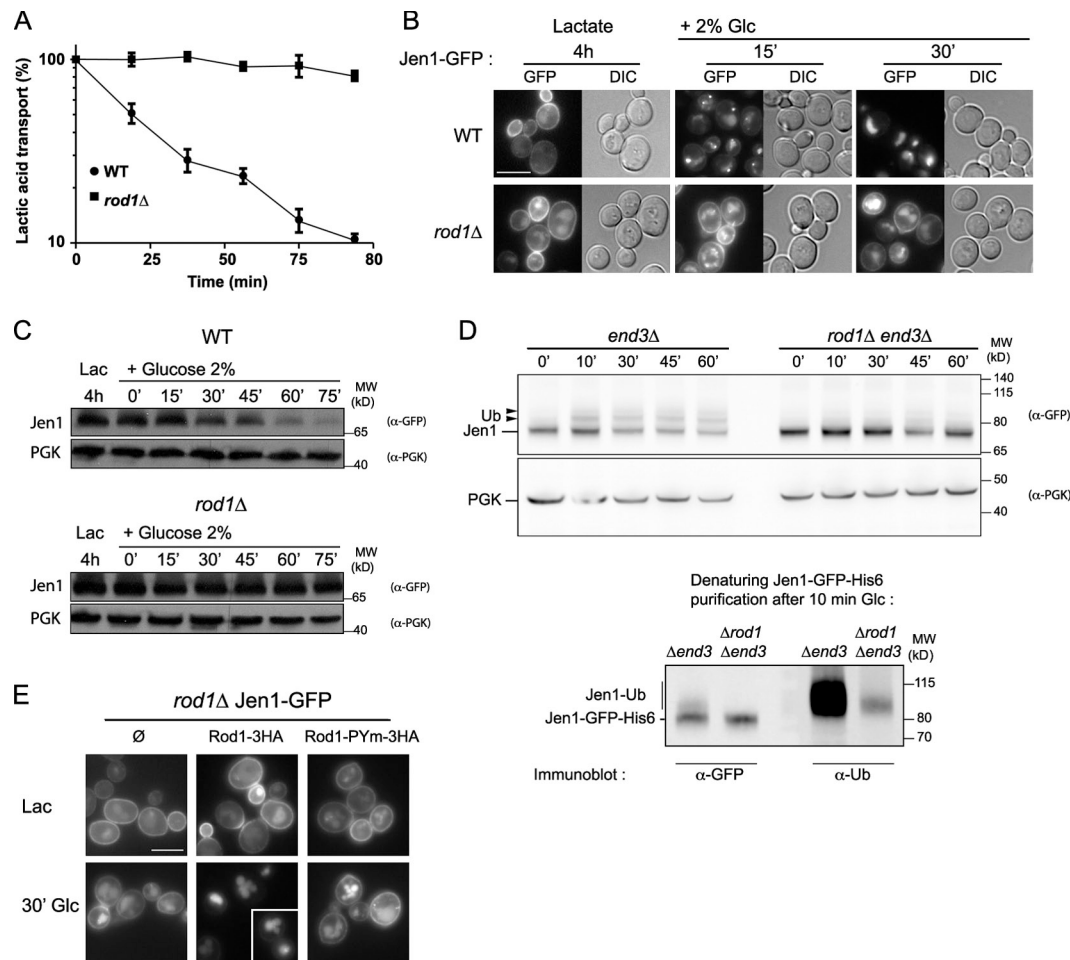 A
Lactic acid transport (%)
100
10
WT
rod1Δ
0 25 50 75 80
Time (min)
B
Lactate + 2% Glc
Jen1-GFP : 4h 15’ 30’
GFP DIC GFP DIC GFP DIC
WT
rod1Δ
C
WT
Lac + Glucose 2%
4h 0’ 15’ 30’ 45’ 60’ 75’ MW (kD)
Jen1 65 (α-GFP)
PGK 40 (α-PGK)
rod1Δ
Lac + Glucose 2%
4h 0’ 15’ 30’ 45’ 60’ 75’ MW (kD)
Jen1 65 (α-GFP)
PGK 40 (α-PGK)
D
end3Δ rod1Δ end3Δ MW (kD)
0’ 10’ 30’ 45’ 60’ 0’ 10’ 30’ 45’ 60’
140
115
Ub (α-GFP)
80
Jen1
65
50
PGK (α-PGK)
40
Denaturing Jen1-GFP-His6
purification after 10 min Glc :
Δend3 Δrod1 Δend3 Δend3 Δrod1 Δend3 MW (kD)
Jen1-Ub 115
Jen1-GFP-His6 80
70
Immunoblot : α-GFP α-Ub
E
rod1Δ Jen1-GFP
Ø Rod1-3HA Rod1-PYm-3HA
Lac
30’ Glc